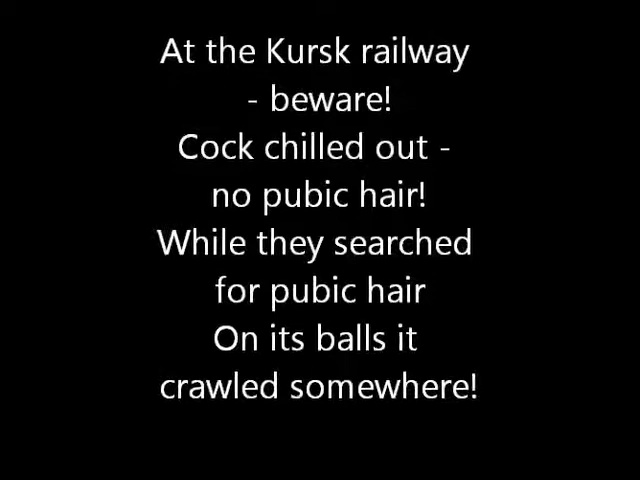 At the Kursk railway
- beware!
Cock chilled out -
no pubic hair!
While they searched
for pubic hair
On its balls it
crawled somewhere!